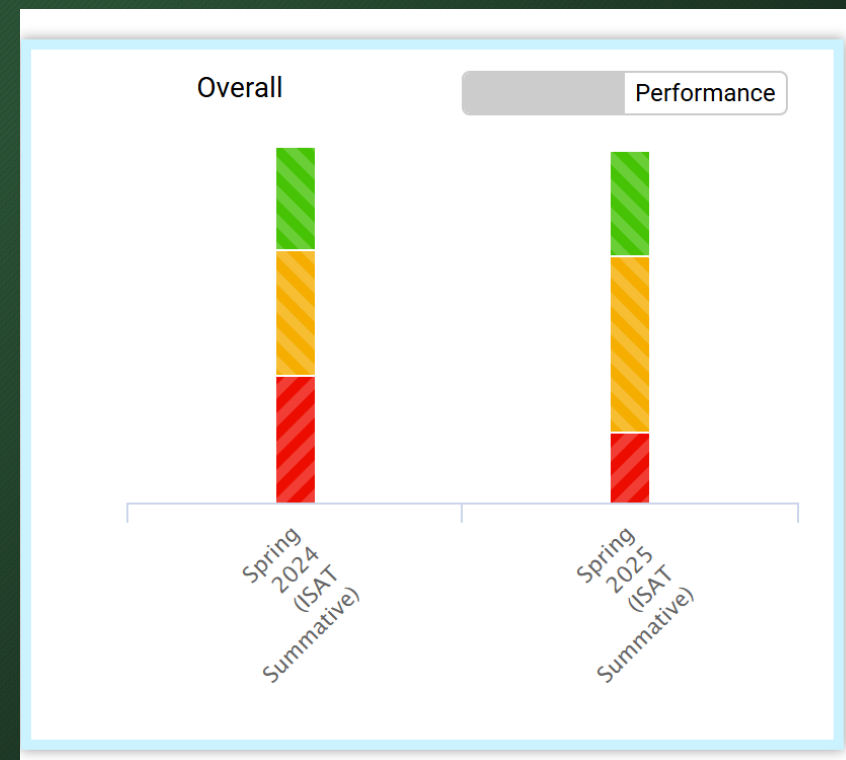 Overall
Performance
Spring
2024
(ISAT
Summative)
Spring
2025
(ISAT
Summative)